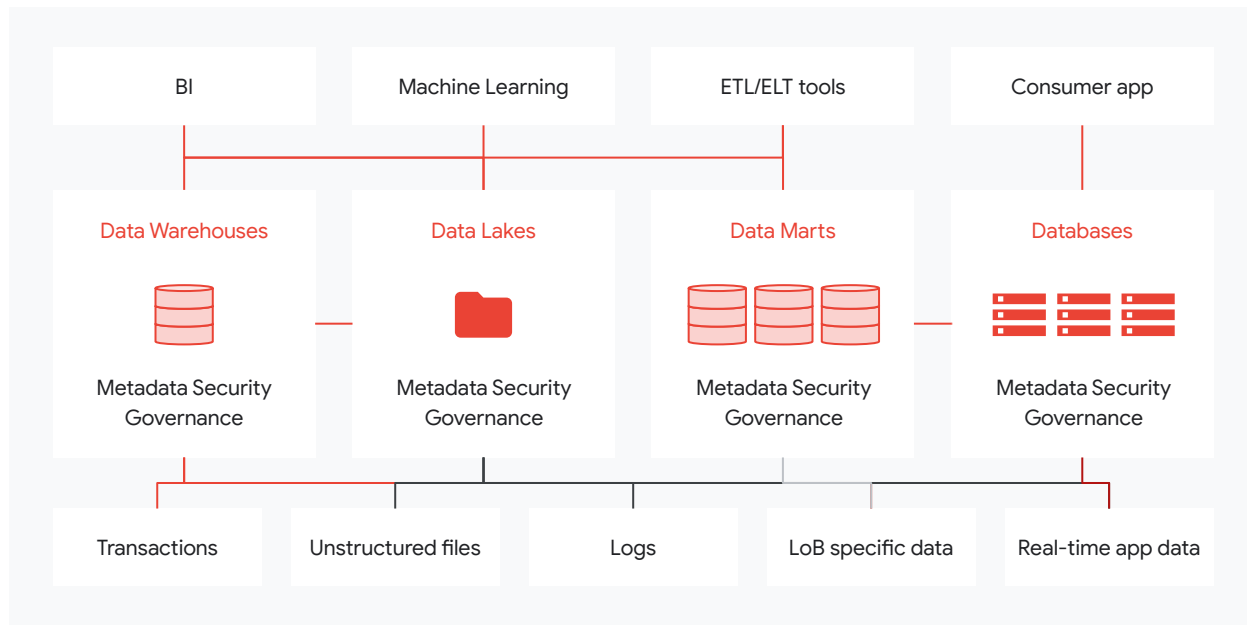 BI
Machine Learning
ETL/ELT tools
Consumer app
Data Warehouses
Data Lakes
Data Marts
Databases
Metadata Security
Governance
Metadata Security
Governance
Metadata Security
Governance
Metadata Security
Governance
Transactions
Unstructured files
Logs
LoB specific data
Real-time app data